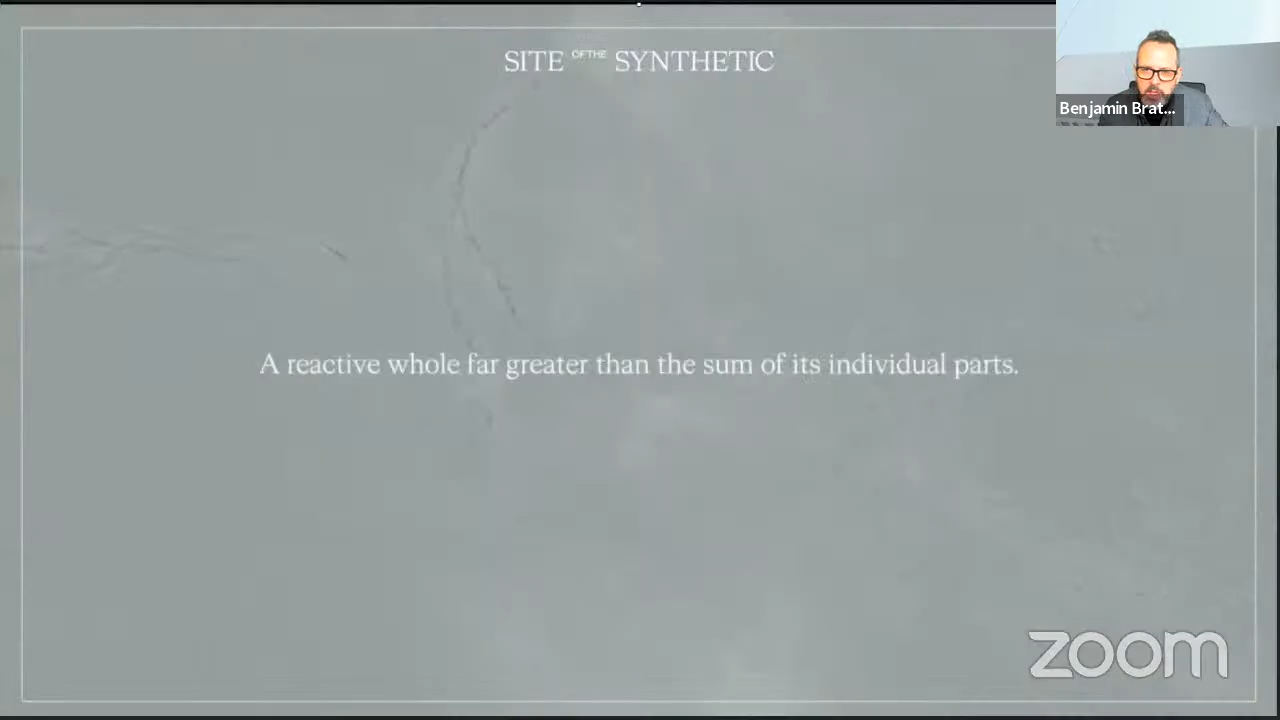 SITE OF THE SYNTHETIC
Benjamin Brat...
A reactive whole far greater than the sum of its individual parts.
zoom